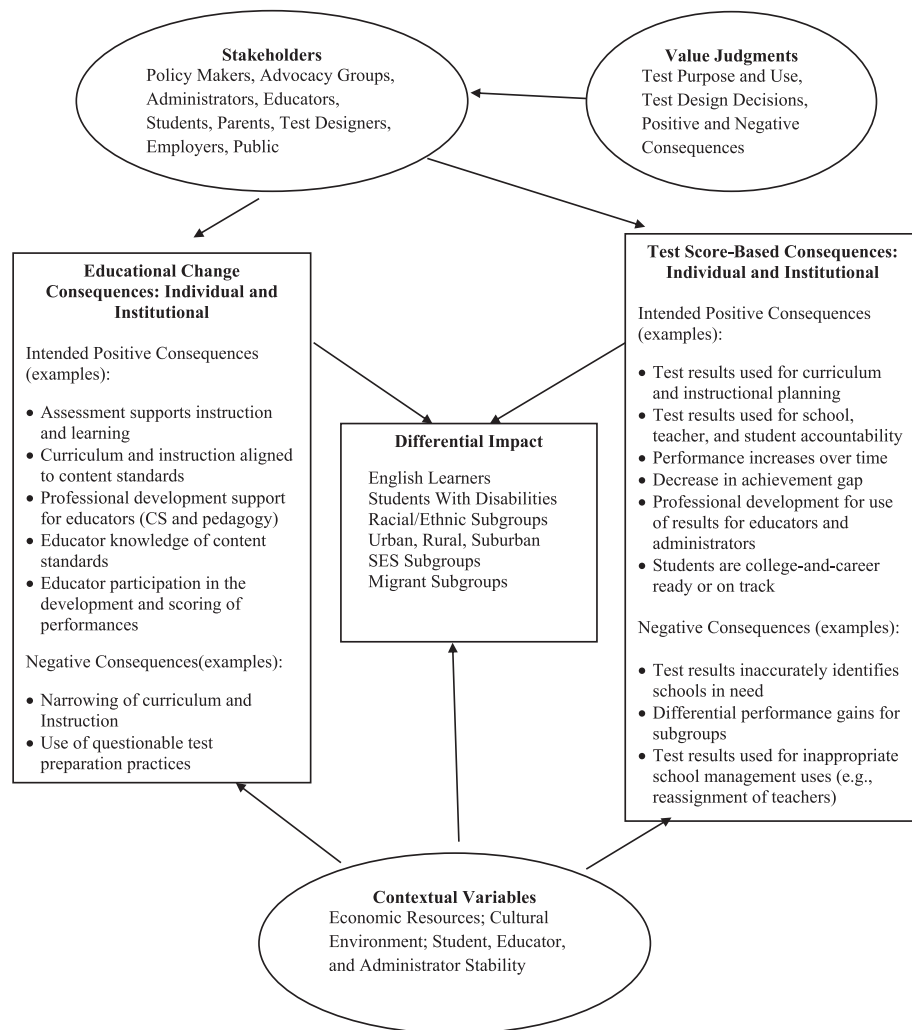 Stakeholders
Policy Makers, Advocacy Groups,
Administrators, Educators,
Students, Parents, Test Designers,
Employers, Public
Value Judgments
Test Purpose and Use,
Test Design Decisions,
Positive and Negative
Consequences
Educational Change
Consequences: Individual and
Institutional
Intended Positive Consequences
(examples):
• Assessment supports instruction
and learning
• Curriculum and instruction aligned
to content standards
• Professional development support
for educators (CS and pedagogy)
• Educator knowledge of content
standards
• Educator participation in the
development and scoring of
performances
Negative Consequences(examples):
• Narrowing of curriculum and
Instruction
• Use of questionable test
preparation practices
Differential Impact
English Learners
Students With Disabilities
Racial/Ethnic Subgroups
Urban, Rural, Suburban
SES Subgroups
Migrant Subgroups
Test Score-Based Consequences:
Individual and Institutional
Intended Positive Consequences
(examples):
• Test results used for curriculum
and instructional planning
• Test results used for school,
teacher, and student accountability
• Performance increases over time
• Decrease in achievement gap
• Professional development for use
of results for educators and
administrators
• Students are college-and-career
ready or on track
Negative Consequences (examples):
• Test results inaccurately identifies
schools in need
• Differential performance gains for
subgroups
• Test results used for inappropriate
school management uses (e.g.,
reassignment of teachers)
Contextual Variables
Economic Resources; Cultural
Environment; Student, Educator,
and Administrator Stability